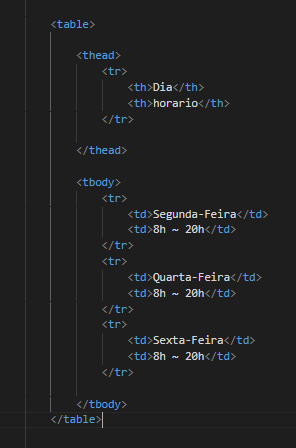 <table>
<thead>
<tr>
<th>Dia</th>
<th>horario</th>
</tr>
</thead>
<tbody>
<tr>
<td>Segunda-Feira</td>
<td>8h ~ 20h</td>
</tr>
<tr>
<td>Quarta-Feira</td>
<td>8h ~ 20h</td>
</tr>
<tr>
<td>Sexta-Feira</td>
<td>8h ~ 20h</td>
</tr>
</tbody>
</table>